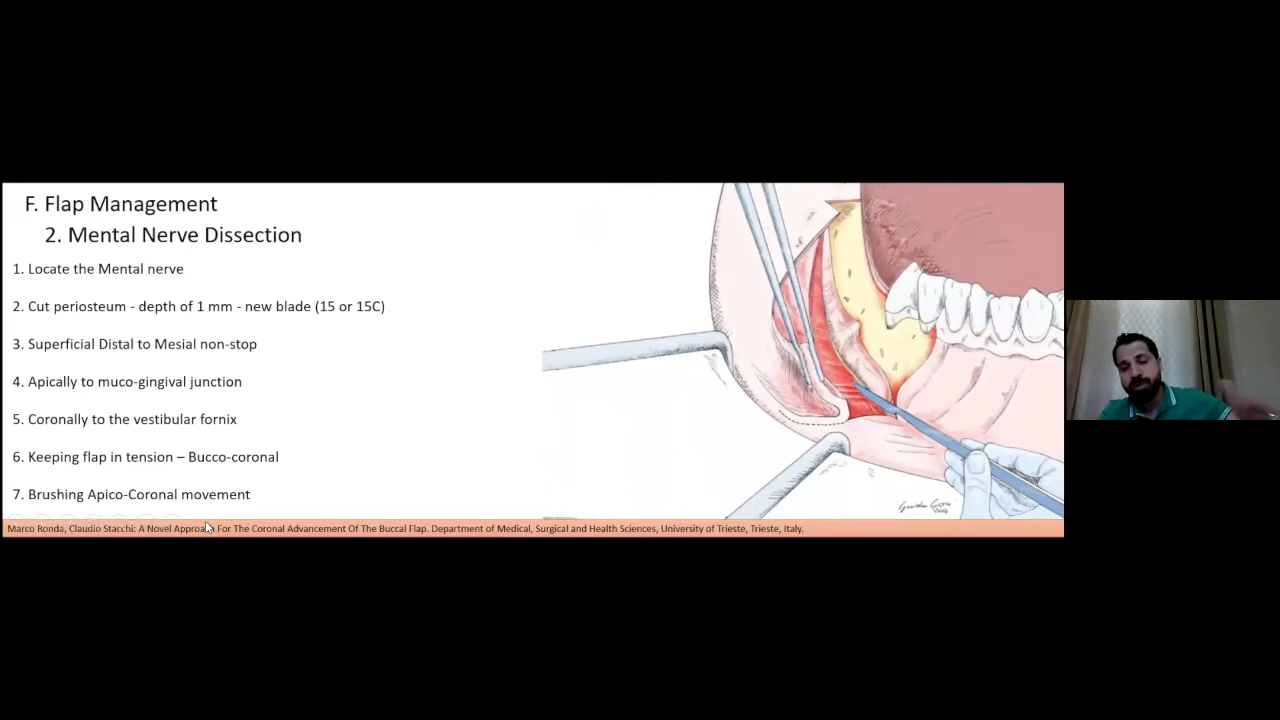 F. Flap Management
2. Mental Nerve Dissection
1. Locate the Mental nerve
2. Cut periosteum - depth of 1 mm - new blade (15 or 15C)
3. Superficial Distal to Mesial non-stop
4. Apically to muco-gingival junction
5. Coronally to the vestibular fornix
6. Keeping flap in tension – Bucco-coronal
7. Brushing Apico-Coronal movement
Marco Ronda, Claudio Stacchi: A Novel Approach For The Coronal Advancement Of The Buccal Flap. Department of Medical, Surgical and Health Sciences, University of Trieste, Trieste, Italy.